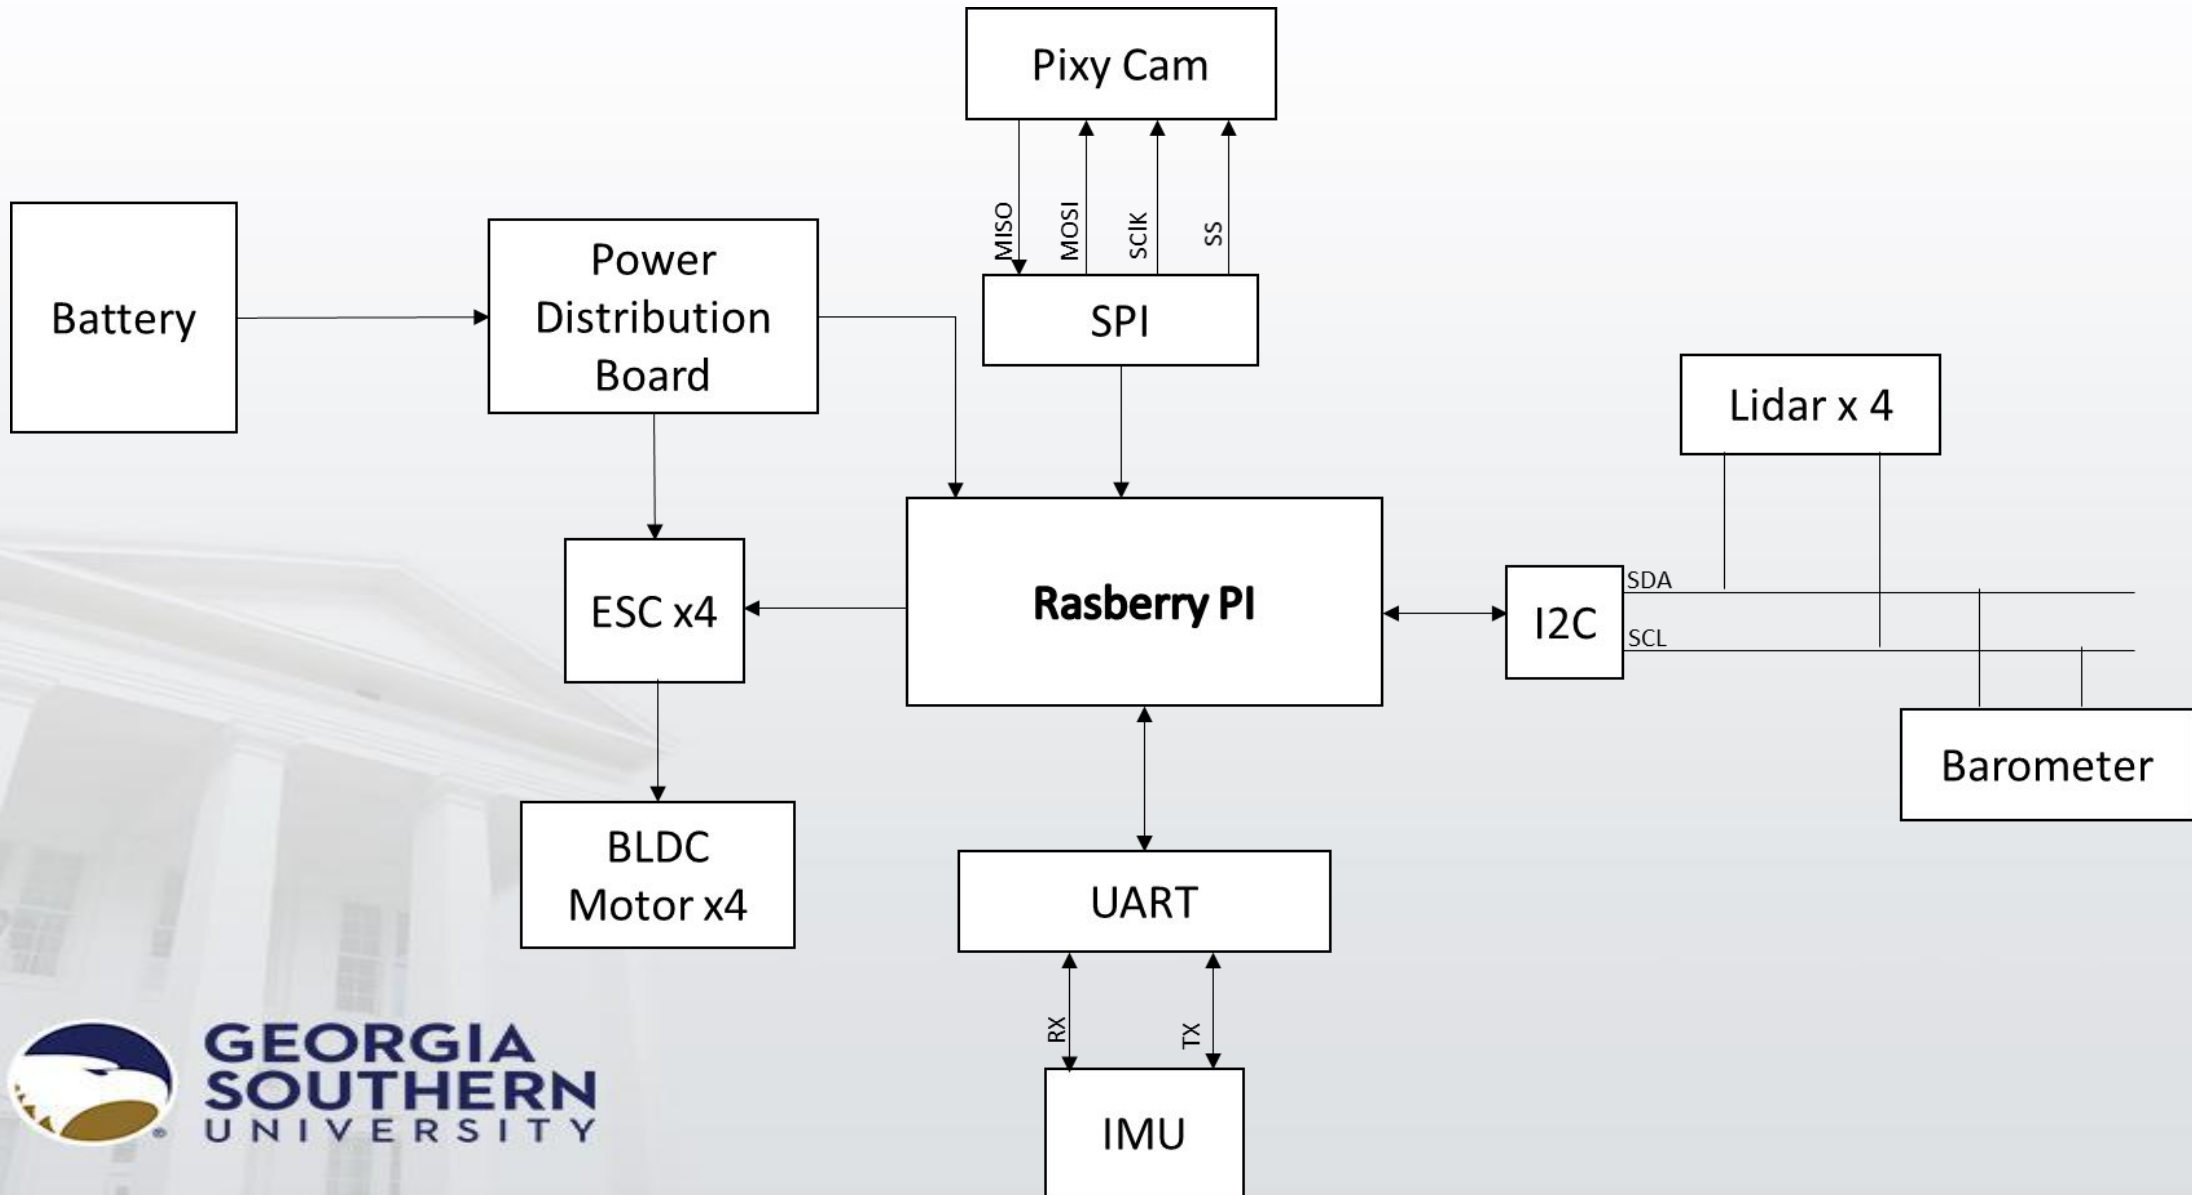 Pixy Cam
MISO
MOSI
SCIK
SS
Battery
Power
Distribution
Board
SPI
Lidar x 4
ESC x4
Rasberry PI
I2C
SDA
SCL
BLDC
Motor x4
Barometer
UART
RX
TX
IMU
GEORGIA
SOUTHERN
UNIVERSITY
®